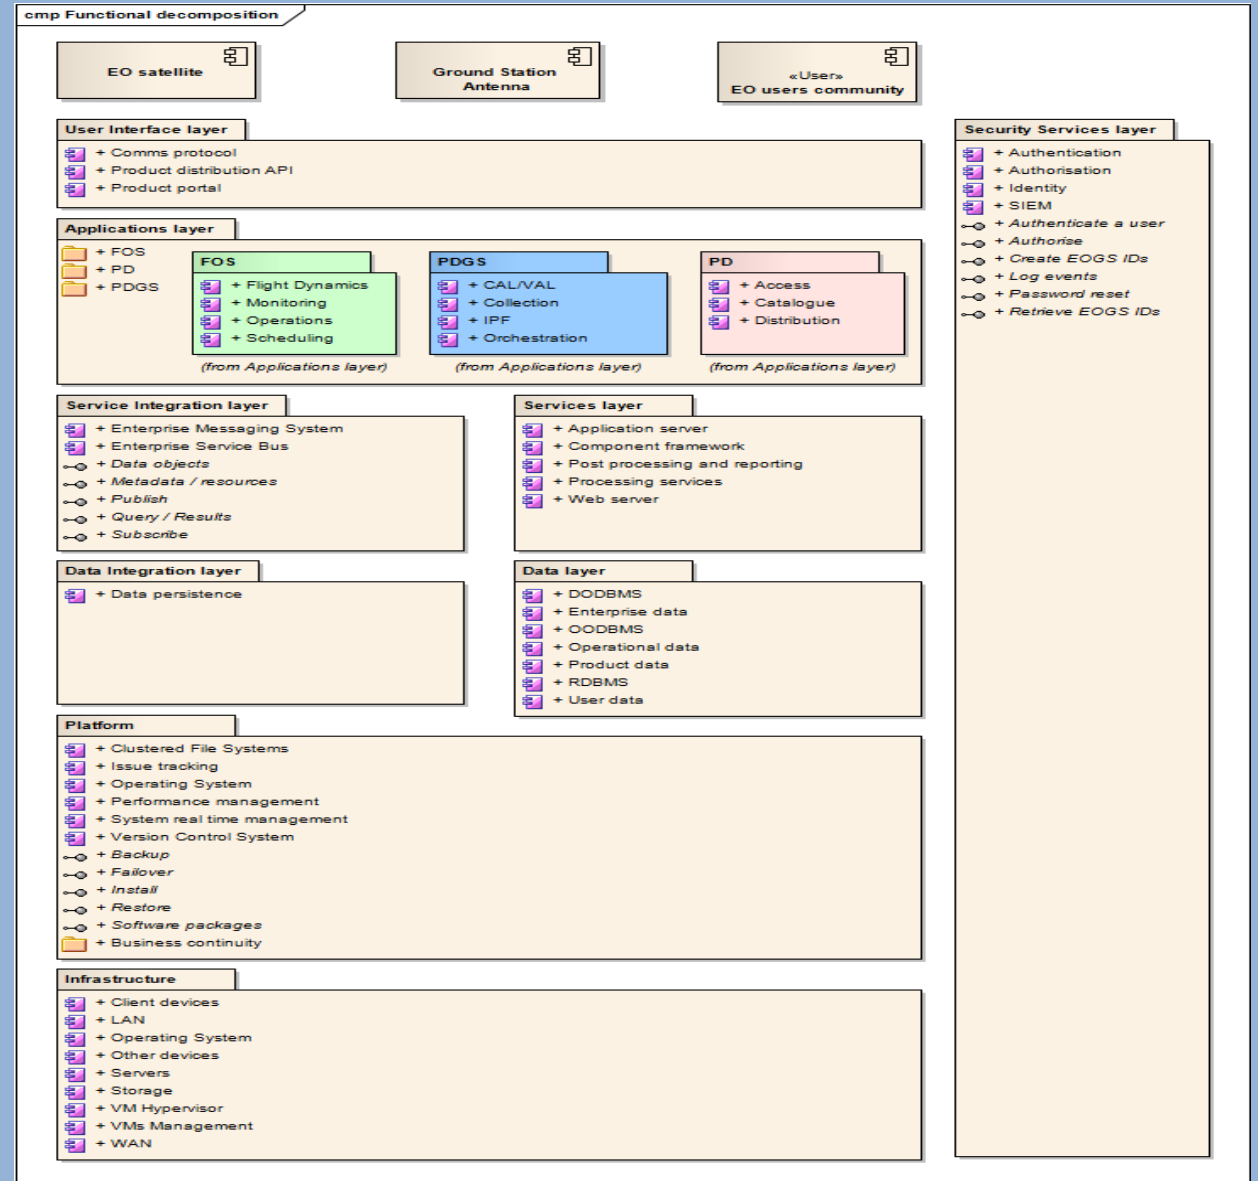 cmp Functional decomposition
EO satellite
Ground Station
Antenna
«User»
EO users community
User Interface layer
+ Comms protocol
+ Product distribution API
+ Product portal
Security Services layer
+ Authentication
+ Authorisation
+ Identity
+ SIEM
+ Authenticate a user
+ Authorise
+ Create EOGS IDs
+ Log events
+ Password reset
+ Retrieve EOGS IDs
Applications layer
+ FOS
+ PD
+ PDGS
FOS
+ Flight Dynamics
+ Monitoring
+ Operations
+ Scheduling
(from Applications layer)
PDGS
+ CAL/VAL
+ Collection
+ IPF
+ Orchestration
(from Applications layer)
PD
+ Access
+ Catalogue
+ Distribution
(from Applications layer)
Service Integration layer
+ Enterprise Messaging System
+ Enterprise Service Bus
+ Data objects
+ Metadata / resources
+ Publish
+ Query / Results
+ Subscribe
Services layer
+ Application server
+ Component framework
+ Post processing and reporting
+ Processing services
+ Web server
Data Integration layer
+ Data persistence
Data layer
+ DODBMS
+ Enterprise data
+ OODBMS
+ Operational data
+ Product data
+ RDBMS
+ User data
Platform
+ Clustered File Systems
+ Issue tracking
+ Operating System
+ Performance management
+ System real time management
+ Version Control System
+ Backup
+ Failover
+ Install
+ Restore
+ Software packages
+ Business continuity
Infrastructure
+ Client devices
+ LAN
+ Operating System
+ Other devices
+ Servers
+ Storage
+ VM Hypervisor
+ VMs Management
+ WAN